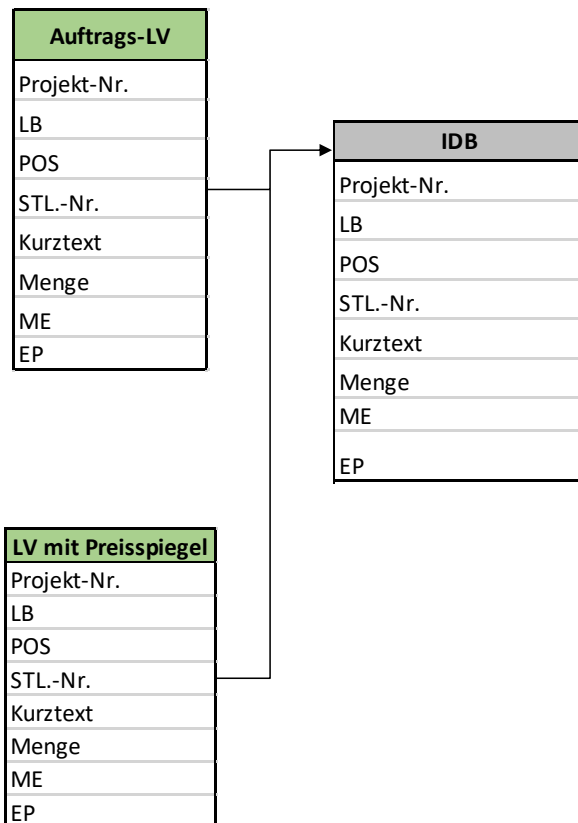 Auftrags-LV
Projekt-Nr.
LB
POS
STL.-Nr.
Kurztext
Menge
ME
EP
IDB
Projekt-Nr.
LB
POS
STL.-Nr.
Kurztext
Menge
ME
EP
LV mit Preisspiegel
Projekt-Nr.
LB
POS
STL.-Nr.
Kurztext
Menge
ME
EP